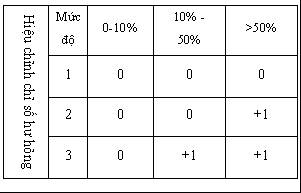 Hiệu chỉnh chỉ số hư hỏng
Mức độ 0-10% 10% - 50% >50%
1 0 0 0
2 0 0 +1
3 0 +1 +1